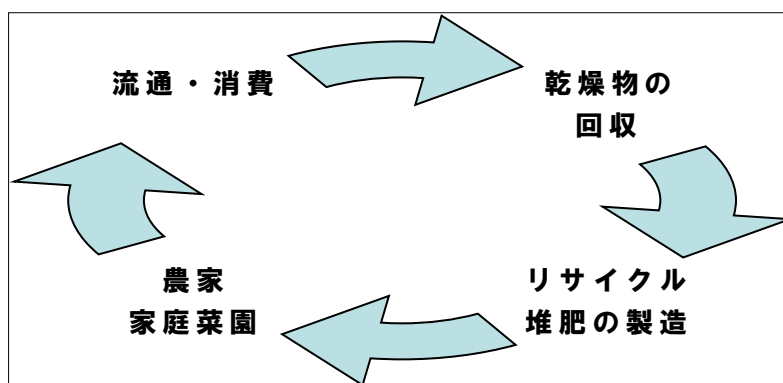 流通・消費
乾燥物の
回収
リサイクル
堆肥の製造
農家
家庭菜園